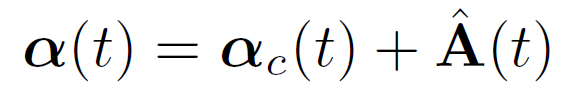 𝜶(t) = 𝜶_c(t) + Â(t)